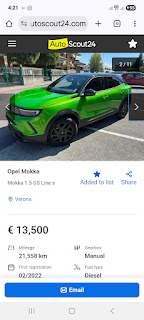 4:21
71%
utoscout24.com
AutoScout24
2 / 11
Opel Mokka
Mokka 1.5 GS Line's
Added to list
Share
Verona
€ 13,500
Mileage
21,558 km
Gearbox
Manual
First registration
02/2022
Fuel type
Diesel
Email